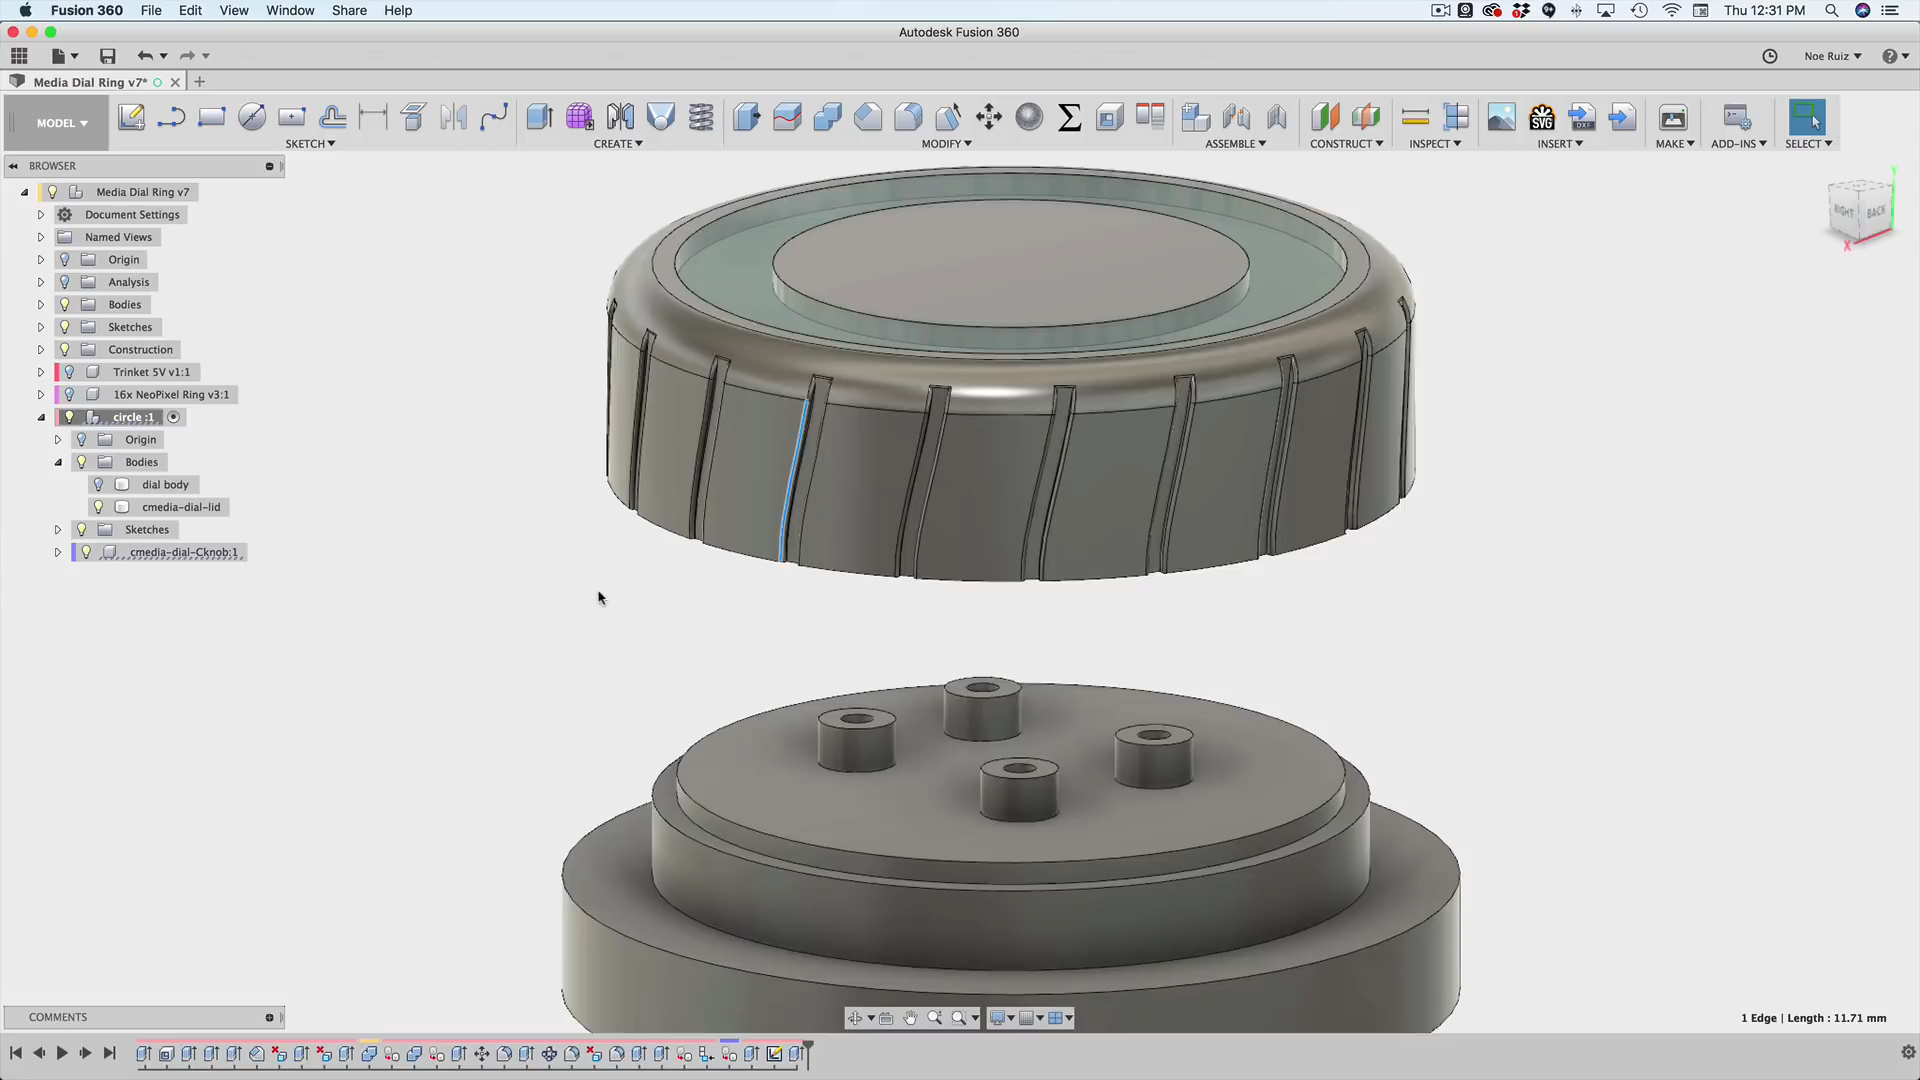 Fusion 360 File Edit View Window Share Help Thu 12:31 PM
Autodesk Fusion 360
Noe Ruiz
Media Dial Ring v7*
MODEL
SKETCH CREATE MODIFY ASSEMBLE CONSTRUCT INSPECT INSERT MAKE ADD-INS SELECT
SVG DXF
BROWSER
Media Dial Ring v7
Document Settings
Named Views
Origin
Analysis
Bodies
Sketches
Construction
Trinket 5V v1:1
16x NeoPixel Ring v3:1
circle :1
Origin
Bodies
dial body
cmedia-dial-lid
Sketches
cmedia-dial-Cknob:1
RIGHT BACK
Y
X
COMMENTS
1 Edge | Length : 11.71 mm